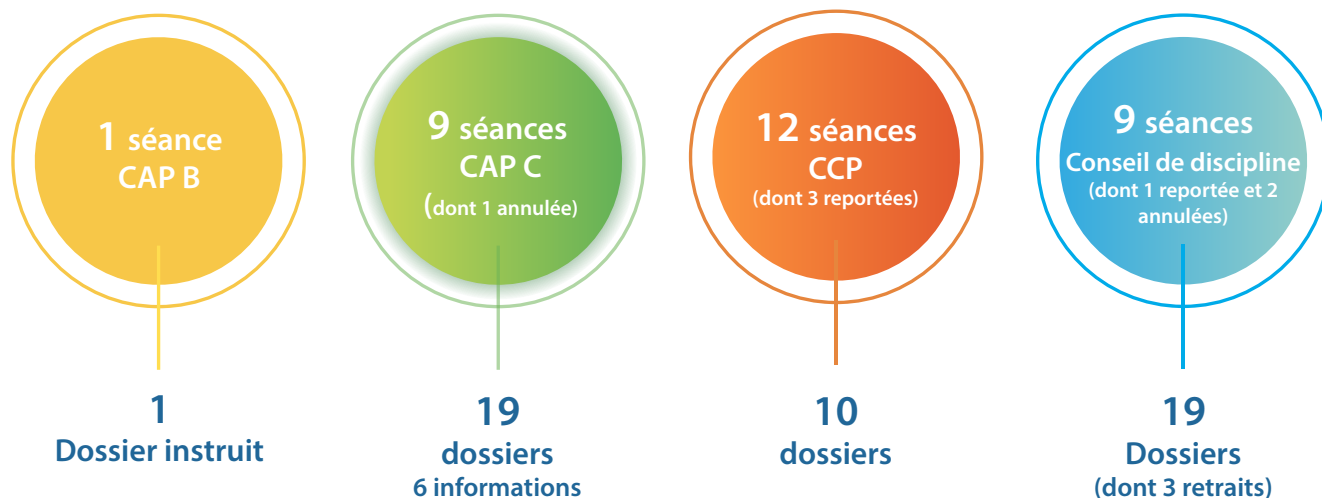 1 séance
CAP B
1
Dossier instruit
9 séances
CAP C
(dont 1 annulée)
19
dossiers
6 informations
12 séances
CCP
(dont 3 reportées)
10
dossiers
9 séances
Conseil de discipline
(dont 1 reportée et 2
annulées)
19
Dossiers
(dont 3 retraits)